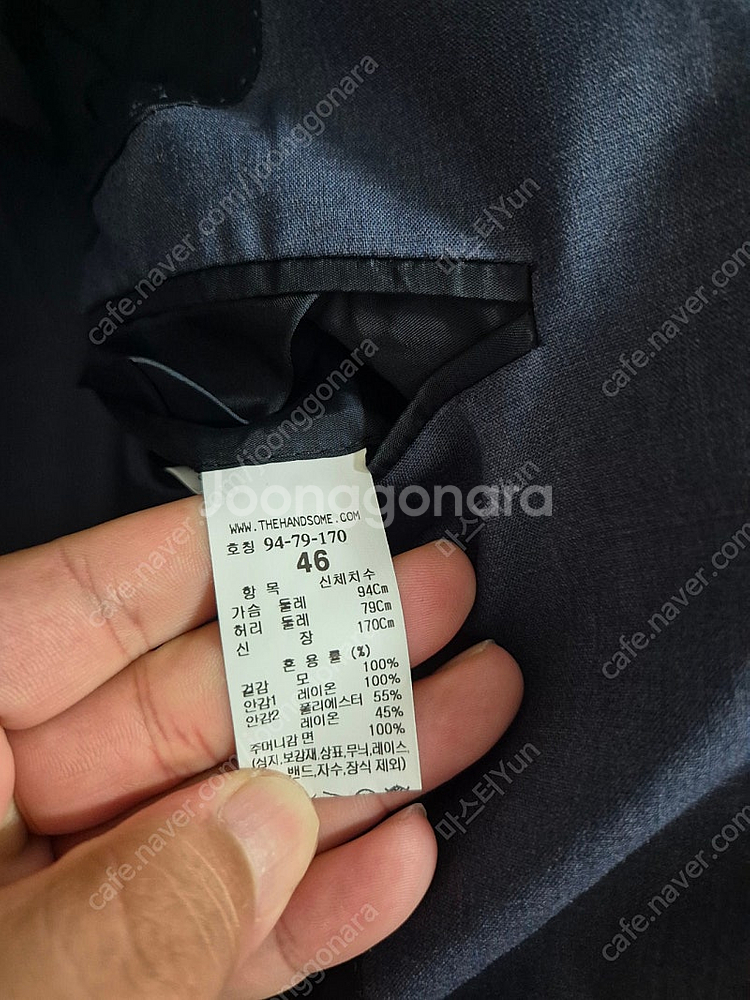 WWW.THEHANDSOME.COM
호칭 94-79-170
46
항 목 신체치수
가슴 둘레 94Cm
허리 둘레 79Cm
신 장 170Cm
혼 용 률 (%)
겉감 모 100%
안감1 레이온 100%
안감2 폴리에스터 55%
레이온 45%
주머니감 면 100%
(심지,보강재,상표,무늬,레이스,
밴드,자수,장식 제외)
Joonggonara
cafe.naver.com/joonggonara
마스터Yun